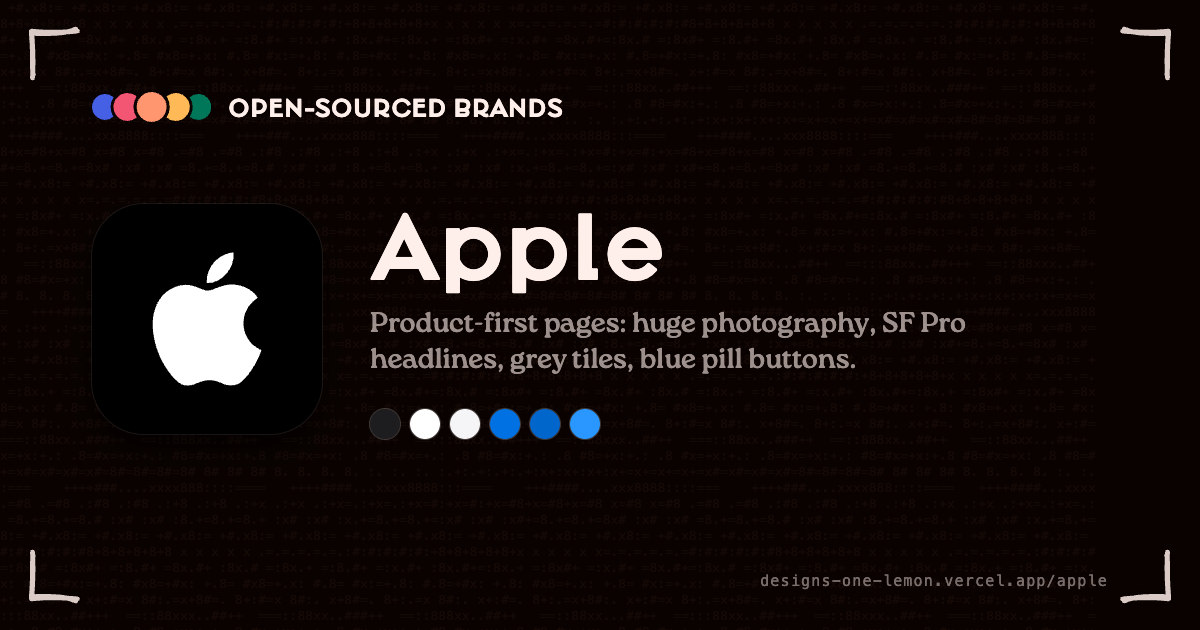 OPEN-SOURCED BRANDS
Apple
Product-first pages: huge photography, SF Pro
headlines, grey tiles, blue pill buttons.
designs-one-lemon.vercel.app/apple